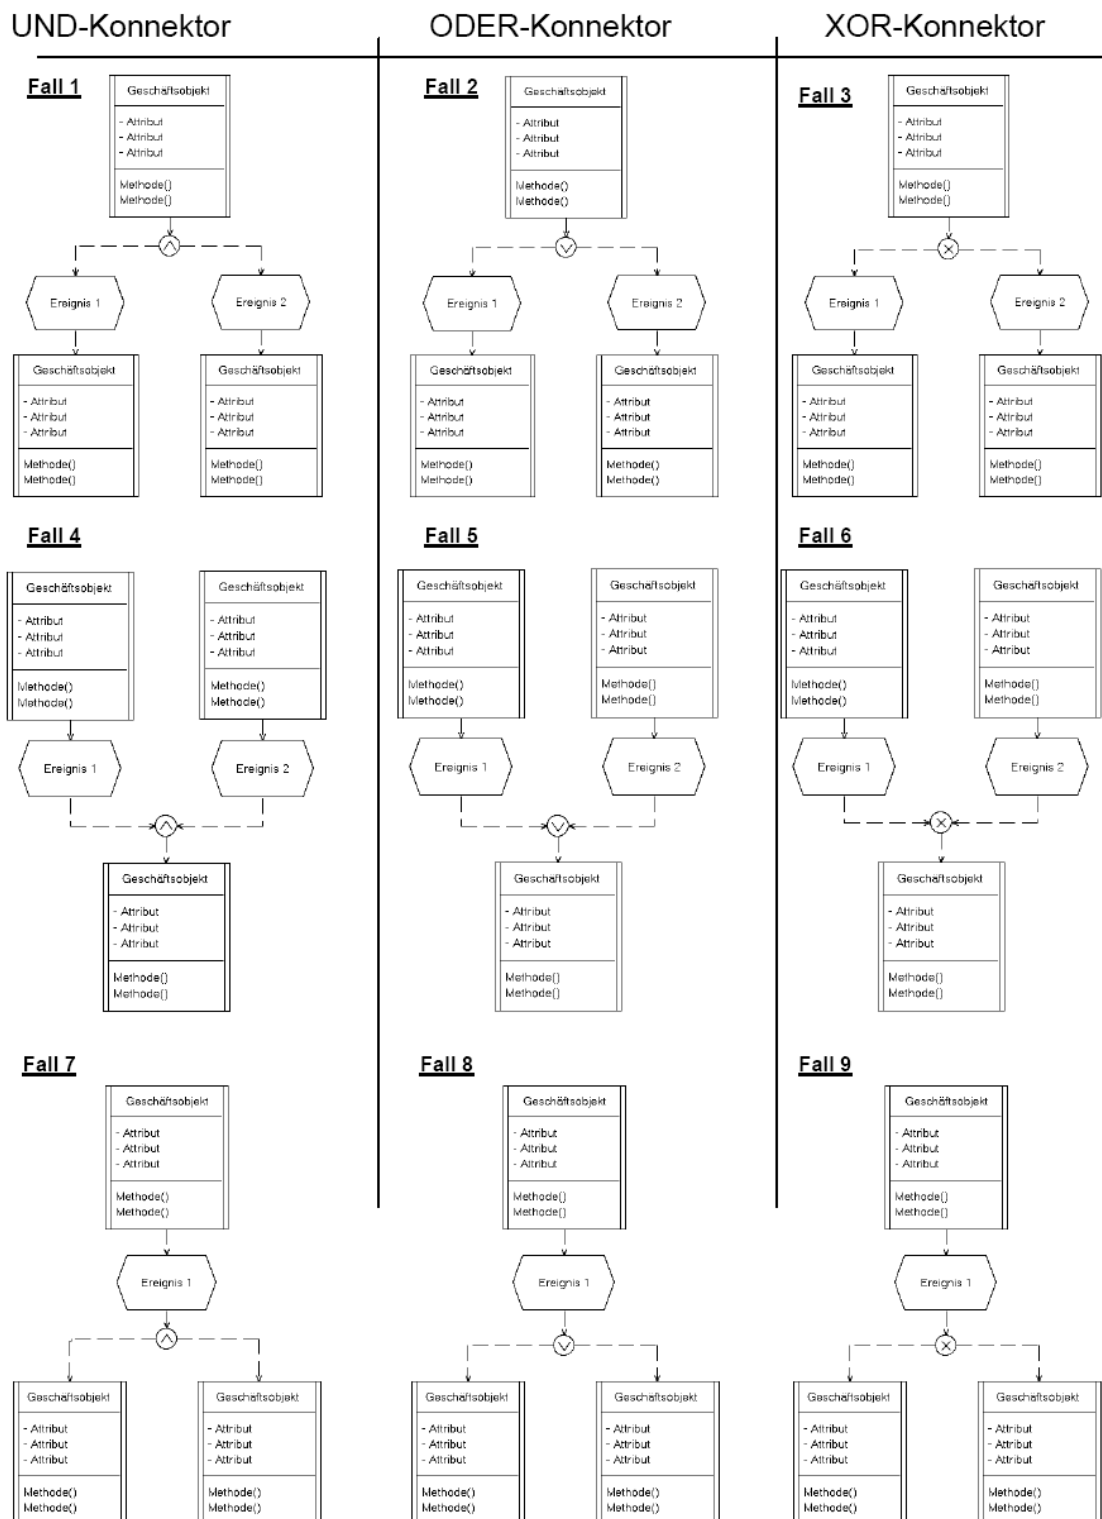 UND-Konnektor
ODER-Konnektor
XOR-Konnektor
Fall 1
Geschäftsobjekt
- Attribut
- Attribut
- Attribut
Methode()
Methode()
Ereignis 1
Ereignis 2
Geschäftsobjekt
- Attribut
- Attribut
- Attribut
Methode()
Methode()
Geschäftsobjekt
- Attribut
- Attribut
- Attribut
Methode()
Methode()
Fall 2
Geschäftsobjekt
- Attribut
- Attribut
- Attribut
Methode()
Methode()
Ereignis 1
Ereignis 2
Geschäftsobjekt
- Attribut
- Attribut
- Attribut
Methode()
Methode()
Geschäftsobjekt
- Attribut
- Attribut
- Attribut
Methode()
Methode()
Fall 3
Geschäftsobjekt
- Attribut
- Attribut
- Attribut
Methode()
Methode()
Ereignis 1
Ereignis 2
Geschäftsobjekt
- Attribut
- Attribut
- Attribut
Methode()
Methode()
Geschäftsobjekt
- Attribut
- Attribut
- Attribut
Methode()
Methode()
Fall 4
Geschäftsobjekt
- Attribut
- Attribut
- Attribut
Methode()
Methode()
Geschäftsobjekt
- Attribut
- Attribut
- Attribut
Methode()
Methode()
Ereignis 1
Ereignis 2
Geschäftsobjekt
- Attribut
- Attribut
- Attribut
Methode()
Methode()
Fall 5
Geschäftsobjekt
- Attribut
- Attribut
- Attribut
Methode()
Methode()
Geschäftsobjekt
- Attribut
- Attribut
- Attribut
Methode()
Methode()
Ereignis 1
Ereignis 2
Geschäftsobjekt
- Attribut
- Attribut
- Attribut
Methode()
Methode()
Fall 6
Geschäftsobjekt
- Attribut
- Attribut
- Attribut
Methode()
Methode()
Geschäftsobjekt
- Attribut
- Attribut
- Attribut
Methode()
Methode()
Ereignis 1
Ereignis 2
Geschäftsobjekt
- Attribut
- Attribut
- Attribut
Methode()
Methode()
Fall 7
Geschäftsobjekt
- Attribut
- Attribut
- Attribut
Methode()
Methode()
Ereignis 1
Geschäftsobjekt
- Attribut
- Attribut
- Attribut
Methode()
Methode()
Geschäftsobjekt
- Attribut
- Attribut
- Attribut
Methode()
Methode()
Fall 8
Geschäftsobjekt
- Attribut
- Attribut
- Attribut
Methode()
Methode()
Ereignis 1
Geschäftsobjekt
- Attribut
- Attribut
- Attribut
Methode()
Methode()
Geschäftsobjekt
- Attribut
- Attribut
- Attribut
Methode()
Methode()
Fall 9
Geschäftsobjekt
- Attribut
- Attribut
- Attribut
Methode()
Methode()
Ereignis 1
Geschäftsobjekt
- Attribut
- Attribut
- Attribut
Methode()
Methode()
Geschäftsobjekt
- Attribut
- Attribut
- Attribut
Methode()
Methode()